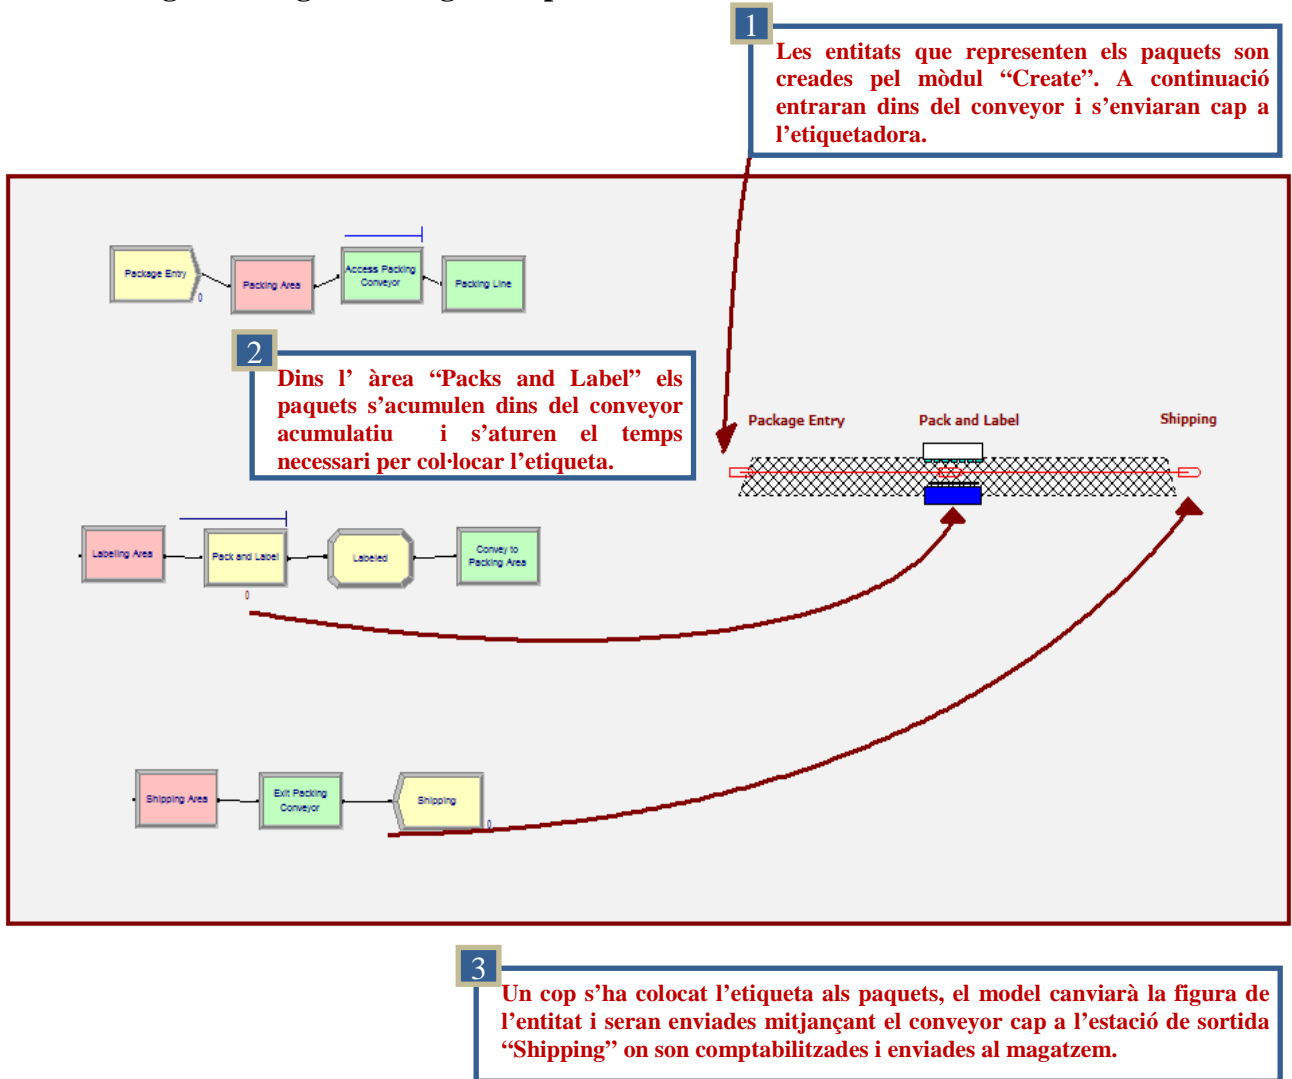 1
Les entitats que representen els paquets son
creades pel mòdul “Create”. A continuació
entraran dins del conveyor i s’enviaran cap a
l’etiquetadora.
Package Entry
0
Packing Area
Access Packing
Conveyor
Packing Line
2
Dins l’ àrea “Packs and Label” els
paquets s’acumulen dins del conveyor
acumulatiu i s’aturen el temps
necessari per col·locar l’etiqueta.
Package Entry
Pack and Label
Shipping
Labeling Area
Pack and Label
0
Labeled
Convey to
Packing Area
Shipping Area
Exit Packing
Conveyor
Shipping
0
3
Un cop s’ha colocat l’etiqueta als paquets, el model canviarà la figura de
l’entitat i seran enviades mitjançant el conveyor cap a l’estació de sortida
“Shipping” on son comptabilitzades i enviades al magatzem.